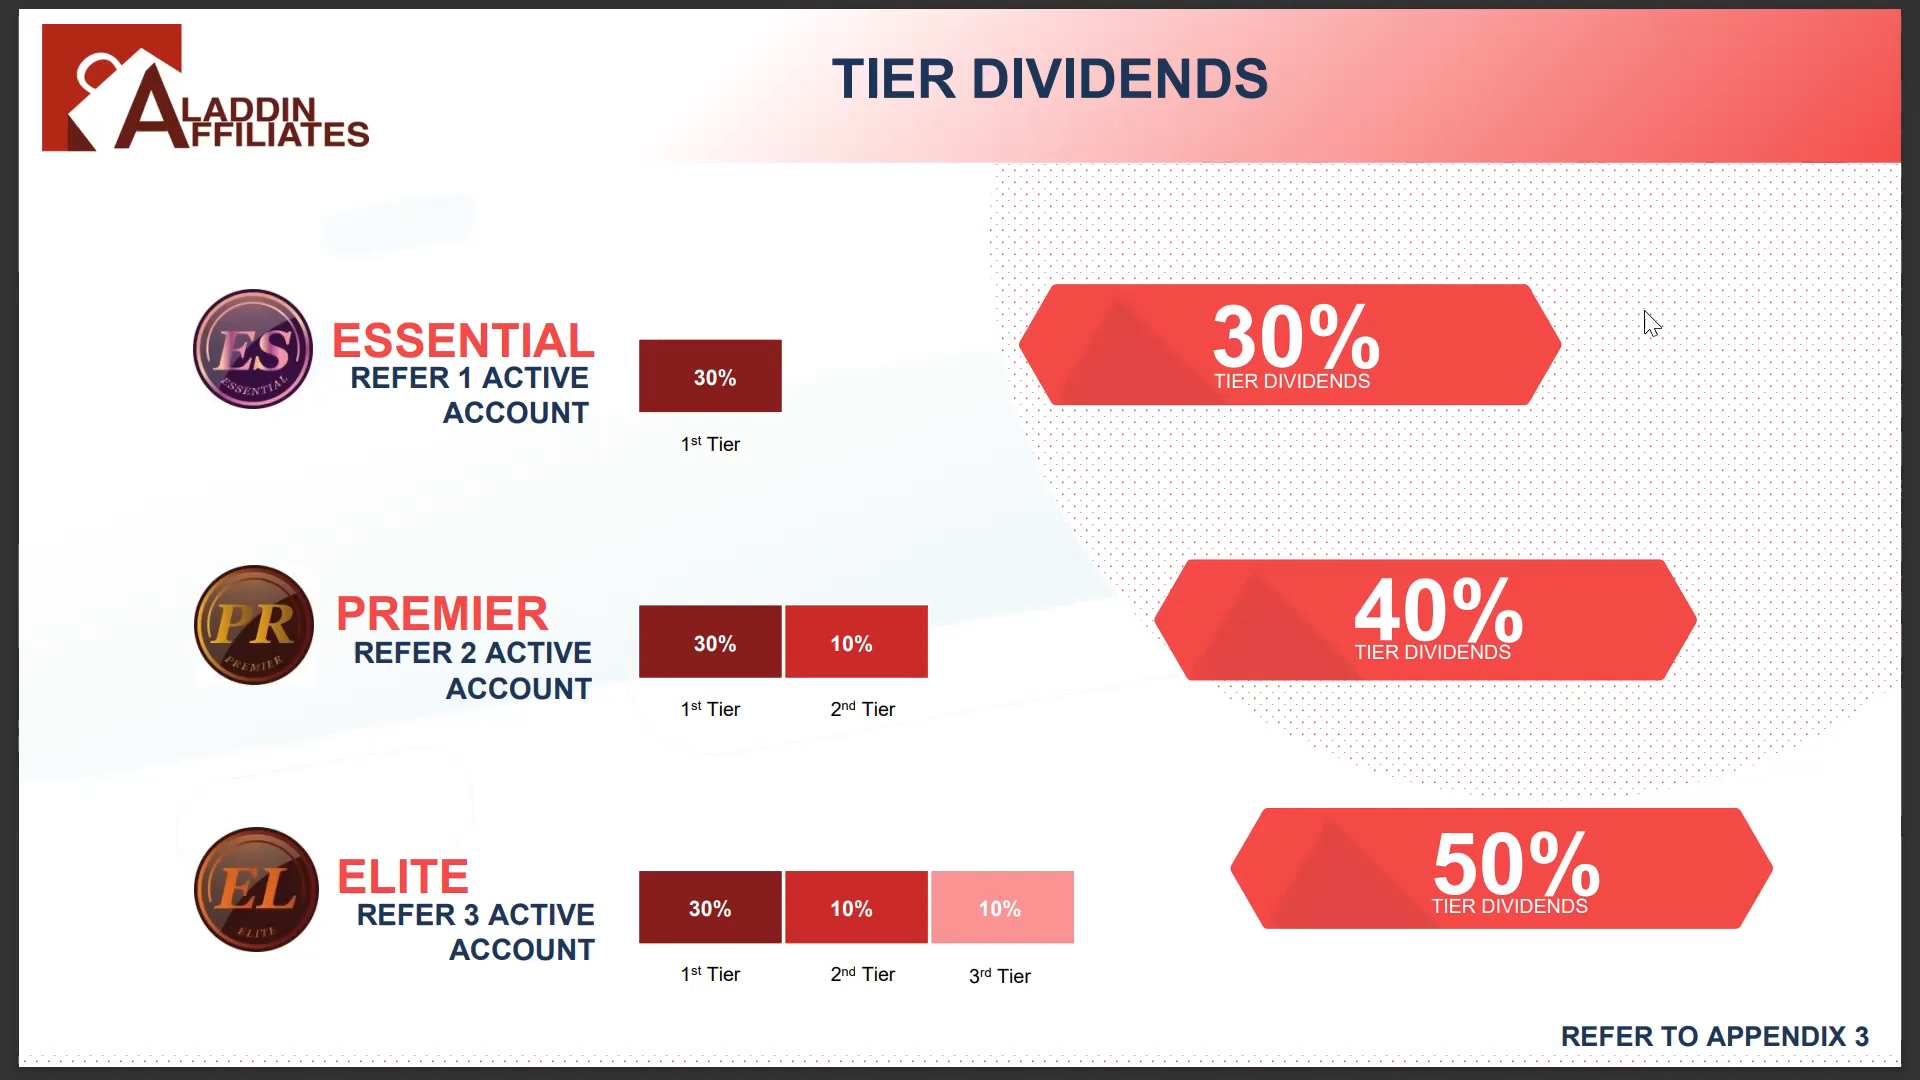 ALADDIN
AFFILIATES
TIER DIVIDENDS
ES
ESSENTIAL
ESSENTIAL
REFER 1 ACTIVE
ACCOUNT
30%
1st Tier
30%
TIER DIVIDENDS
PR
PREMIER
PREMIER
REFER 2 ACTIVE
ACCOUNT
30% 10%
1st Tier 2nd Tier
40%
TIER DIVIDENDS
EL
ELITE
ELITE
REFER 3 ACTIVE
ACCOUNT
30% 10% 10%
1st Tier 2nd Tier 3rd Tier
50%
TIER DIVIDENDS
REFER TO APPENDIX 3